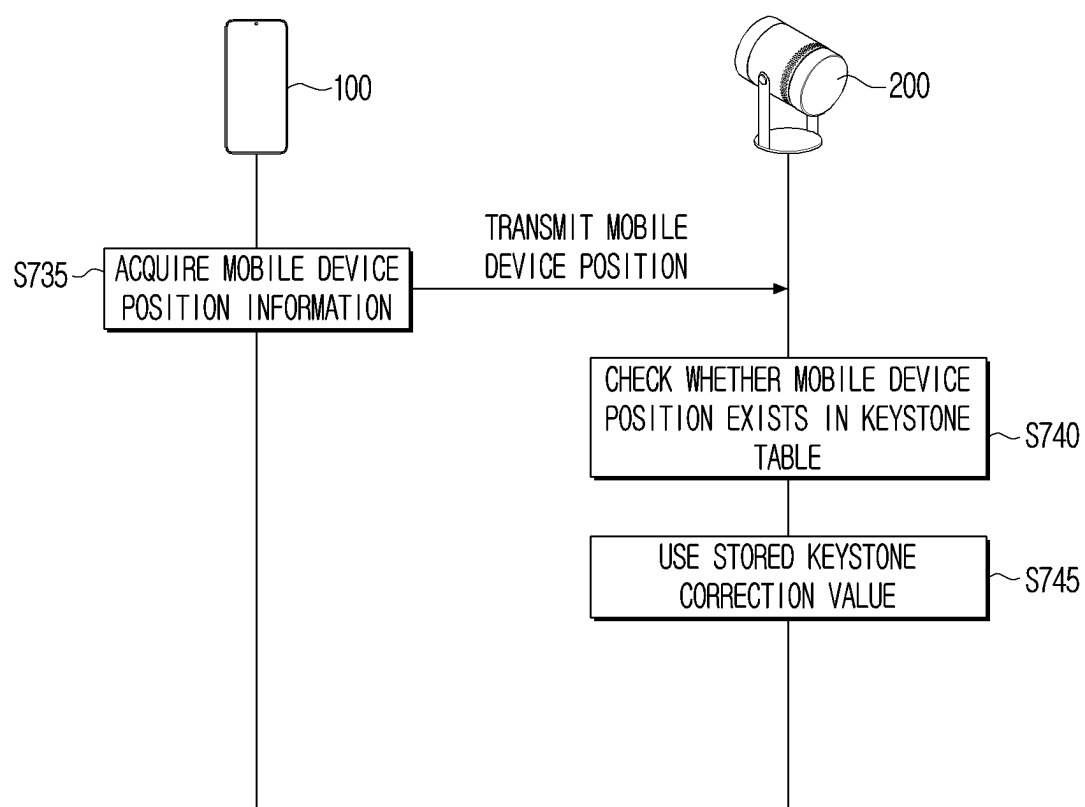 100
200
TRANSMIT MOBILE
DEVICE POSITION
S735
ACQUIRE MOBILE DEVICE
POSITION INFORMATION
CHECK WHETHER MOBILE DEVICE
POSITION EXISTS IN KEYSTONE
TABLE
S740
USE STORED KEYSTONE
CORRECTION VALUE
S745